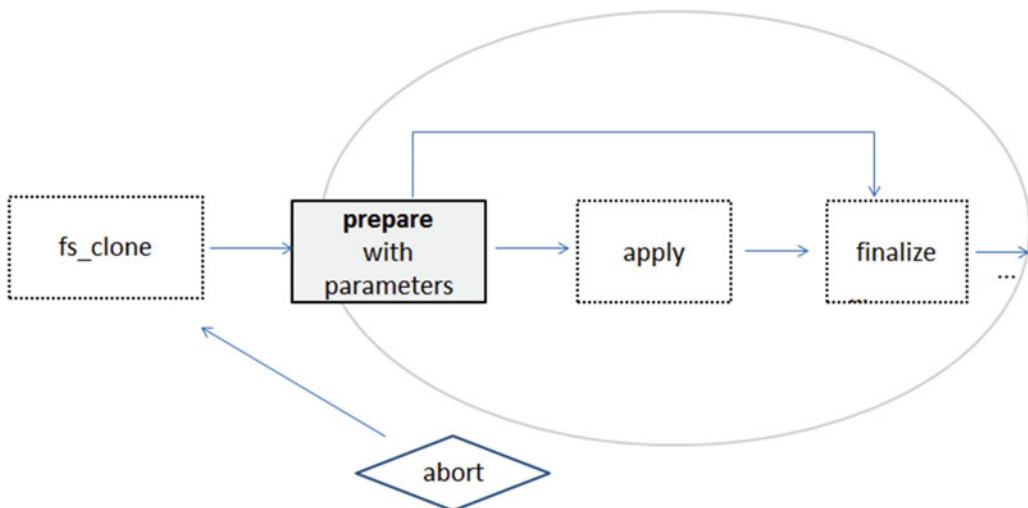 fs_clone
prepare
with
parameters
apply
finalize
...
...
abort